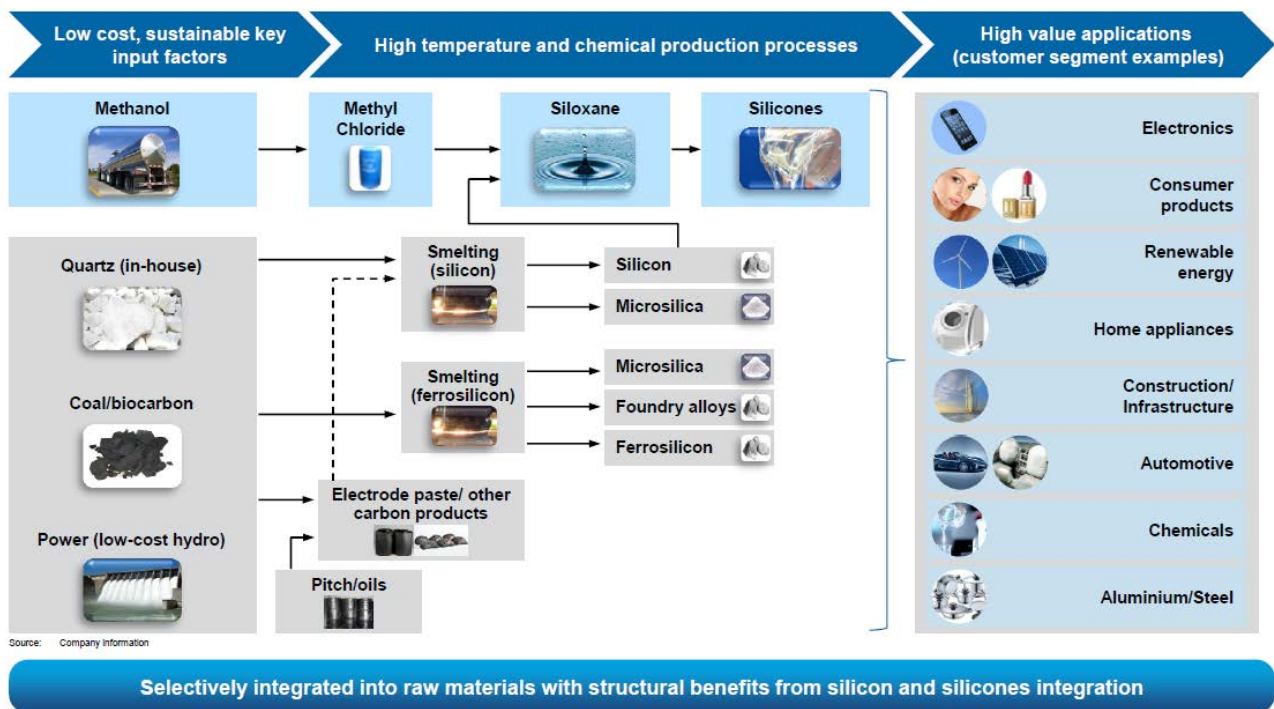 Low cost, sustainable key
input factors
High temperature and chemical production processes
High value applications
(customer segment examples)
Methanol
Methyl
Chloride
Siloxane
Silicones
Quartz (in-house)
Coal/biocarbon
Power (low-cost hydro)
Smelting
(silicon)
Silicon
Microsilica
Smelting
(ferrosilicon)
Microsilica
Foundry alloys
Ferrosilicon
Electrode paste/ other
carbon products
Pitch/oils
Electronics
Consumer
products
Renewable
energy
Home appliances
Construction/
Infrastructure
Automotive
Chemicals
Aluminium/Steel
Source: Company information
Selectively integrated into raw materials with structural benefits from silicon and silicones integration